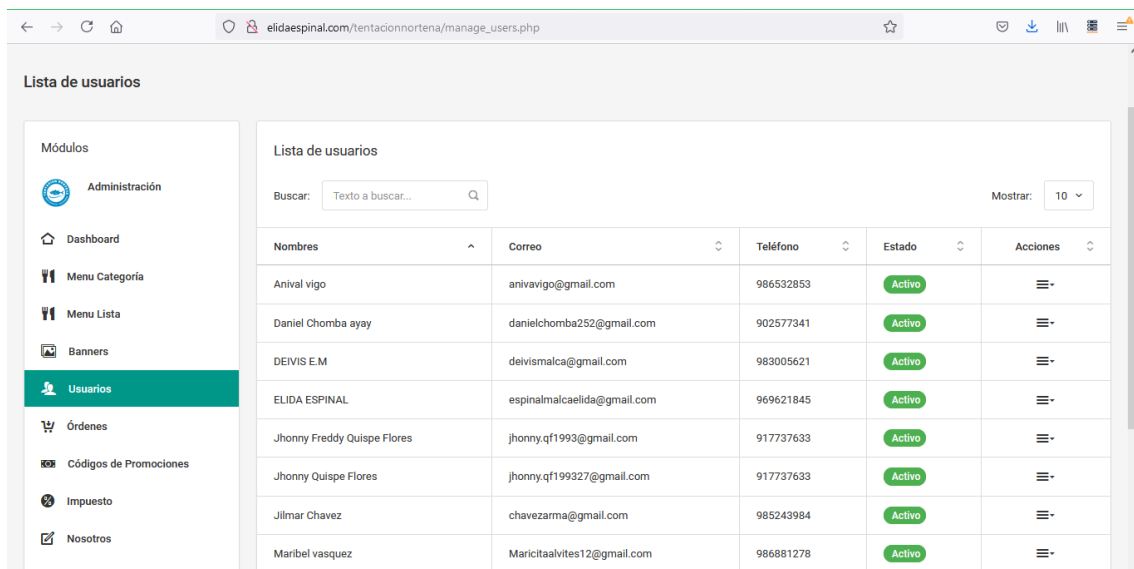 elidaespinal.com/tentacionnortena/manage_users.php
Lista de usuarios
Módulos
Administración
Dashboard
Menu Categoría
Menu Lista
Banners
Usuarios
Órdenes
Códigos de Promociones
Impuesto
Nosotros
Lista de usuarios
Buscar: Texto a buscar... Mostrar: 10
Nombres Correo Teléfono Estado Acciones
Anival vigo anivavigo@gmail.com 986532853 Activo
Daniel Chomba ayay danielchomba252@gmail.com 902577341 Activo
DEIVIS E.M deivismalca@gmail.com 983005621 Activo
ELIDA ESPINAL espinalmalcaelida@gmail.com 969621845 Activo
Jhonny Freddy Quispe Flores jhonny.qf1993@gmail.com 917737633 Activo
Jhonny Quispe Flores jhonny.qf199327@gmail.com 917737633 Activo
Jilmar Chavez chavezarma@gmail.com 985243984 Activo
Maribel vasquez Maricitaalvites12@gmail.com 986881278 Activo